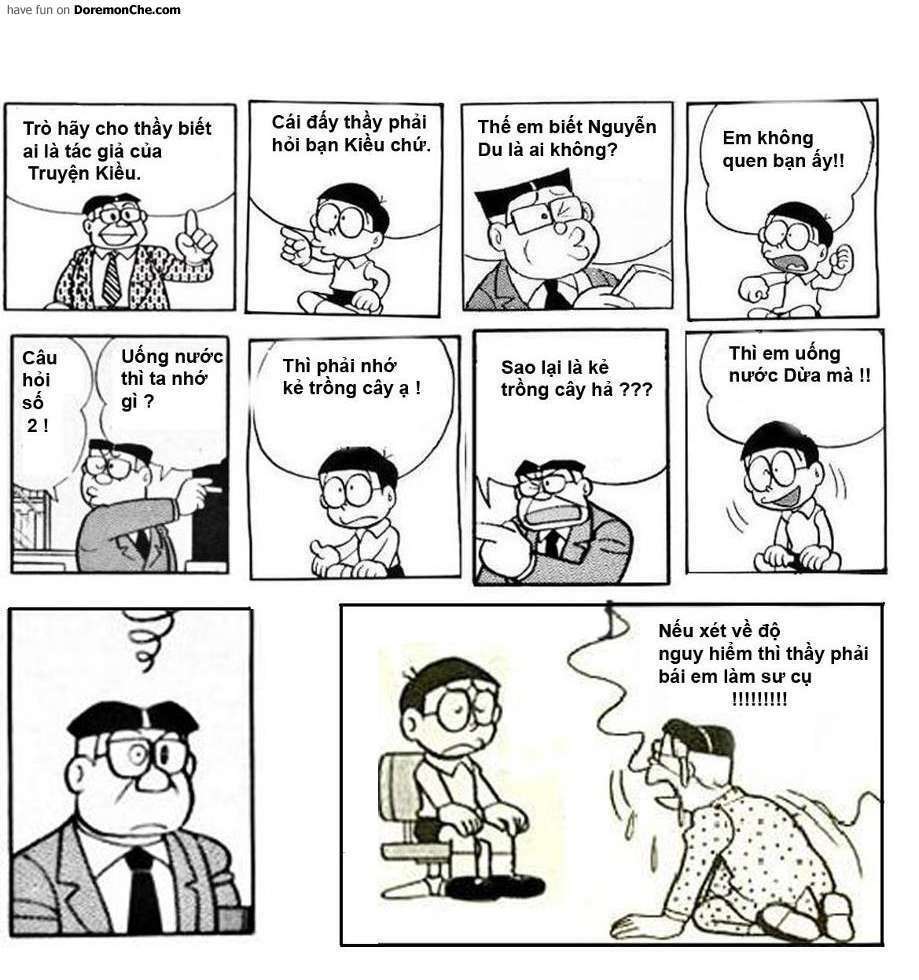 have fun on DoremonChe.com
Trò hãy cho thầy biết
ai là tác giả của
Truyện Kiều.
Cái đấy thầy phải
hỏi bạn Kiều chứ.
Thế em biết Nguyễn
Du là ai không?
Em không
quen bạn ấy!!
Câu
hỏi
số
2 !
Uống nước
thì ta nhớ
gì ?
Thì phải nhớ
kẻ trồng cây ạ !
Sao lại là kẻ
trồng cây hả ???
Thì em uống
nước Dừa mà !!
Nếu xét về độ
nguy hiểm thì thầy phải
bái em làm sư cụ
!!!!!!!!!